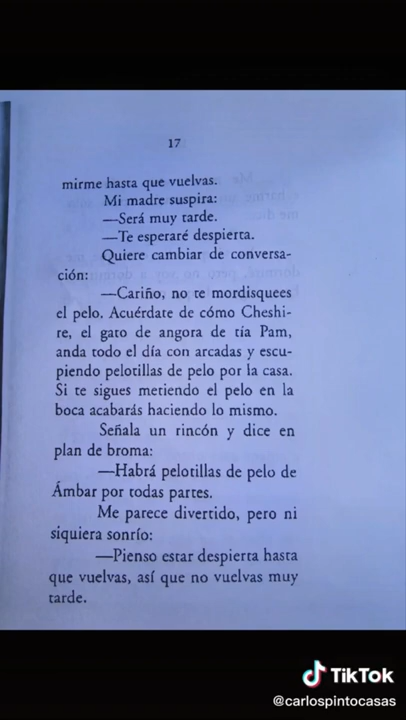 17
mirme hasta que vuelvas.
Mi madre suspira:
—Será muy tarde.
—Te esperaré despierta.
Quiere cambiar de conversa-
ción:
—Cariño, no te mordisquees
el pelo. Acuérdate de cómo Cheshi-
re, el gato de angora de tía Pam,
anda todo el día con arcadas y escu-
piendo pelotillas de pelo por la casa.
Si te sigues metiendo el pelo en la
boca acabarás haciendo lo mismo.
Señala un rincón y dice en
plan de broma:
—Habrá pelotillas de pelo de
Ámbar por todas partes.
Me parece divertido, pero ni
siquiera sonrío:
—Pienso estar despierta hasta
que vuelvas, así que no vuelvas muy
tarde.
TikTok
@carlospintocasas